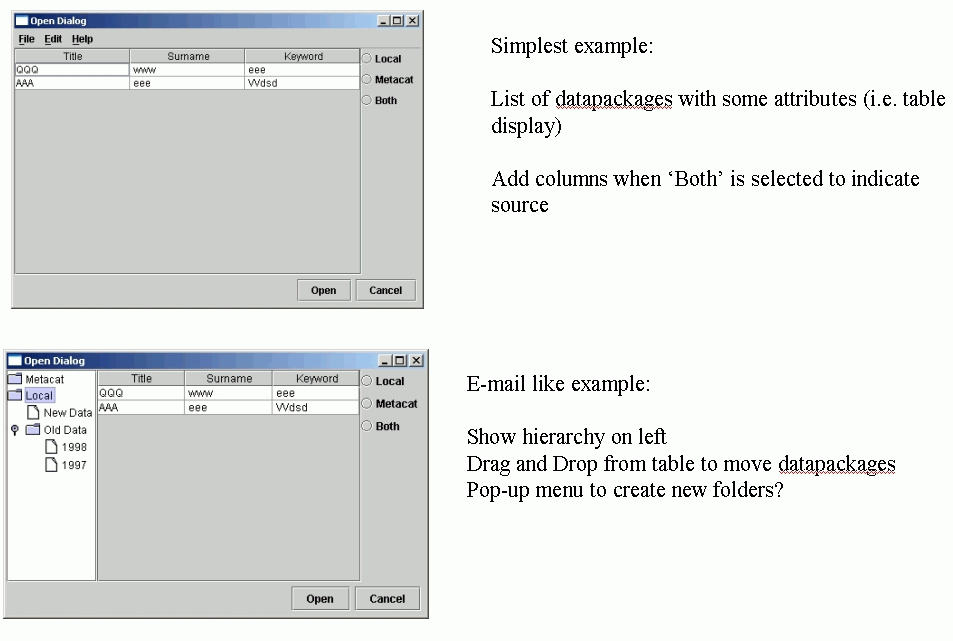 Open Dialog
File Edit Help
Title Surname Keyword
QQQ www eee
AAA eee Wdsd
Local
Metacat
Both
Open Cancel
Simplest example:
List of datapackages with some attributes (i.e. table
display)
Add columns when ‘Both’ is selected to indicate
source
Open Dialog
Metacat
Local
New Data
Old Data
1998
1997
Title Surname Keyword
QQQ www eee
AAA eee Wdsd
Local
Metacat
Both
Open Cancel
E-mail like example:
Show hierarchy on left
Drag and Drop from table to move datapackages
Pop-up menu to create new folders?